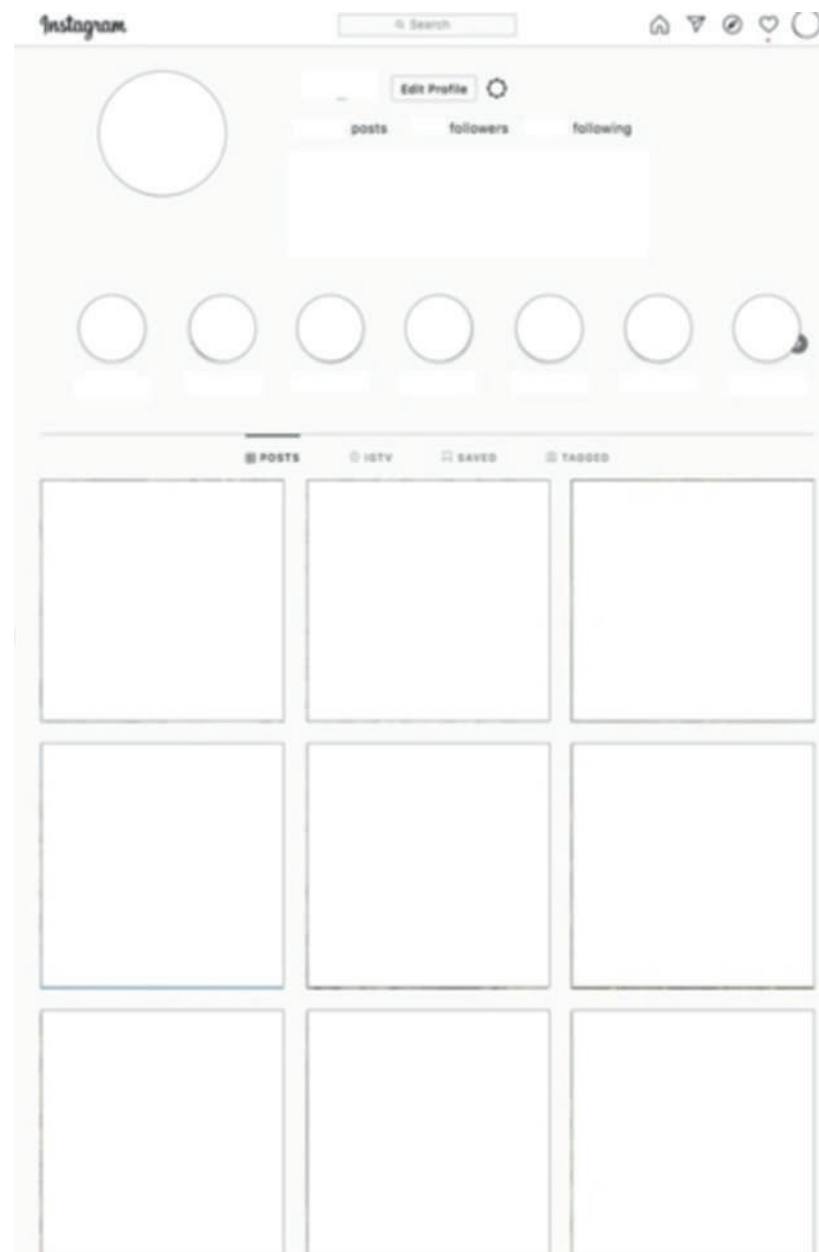 Instagram
Search
Edit Profile
posts followers following
POSTS IGTV SAVED TAGGED